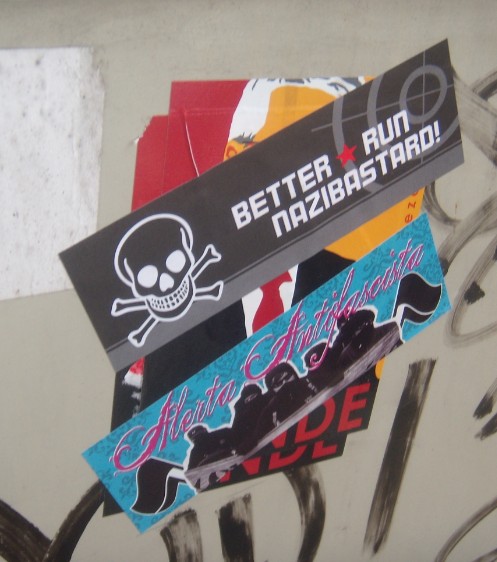 BETTER ★ RUN
NAZIBASTARD!
Alerta Antifascista
NDE